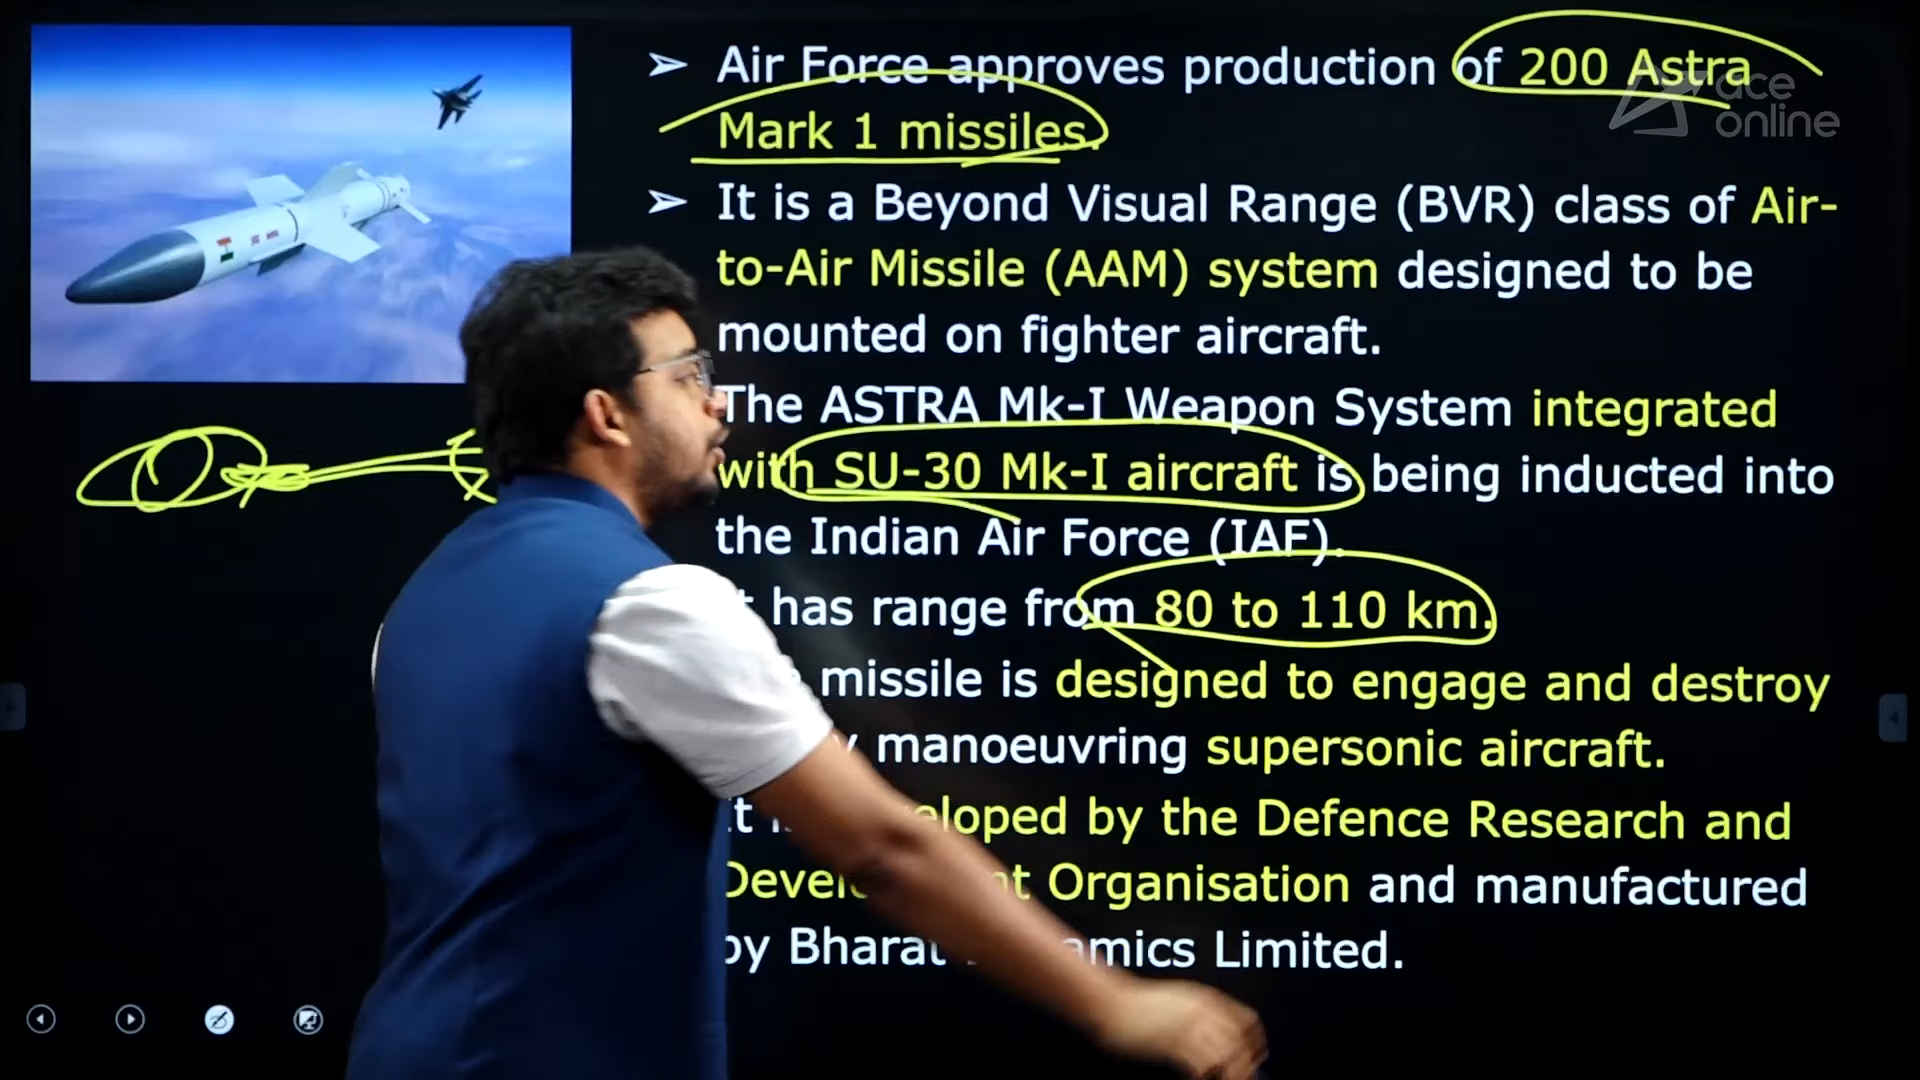 ➢ Air Force approves production of 200 Astra
Mark 1 missiles.
ace
online
➢ It is a Beyond Visual Range (BVR) class of Air-
to-Air Missile (AAM) system designed to be
mounted on fighter aircraft.
The ASTRA Mk-I Weapon System integrated
with SU-30 Mk-I aircraft is being inducted into
the Indian Air Force (IAF).
has range from 80 to 110 km.
missile is designed to engage and destroy
manoeuvring supersonic aircraft.
by the Defence Research and
Organisation and manufactured
by Bharat Limited.